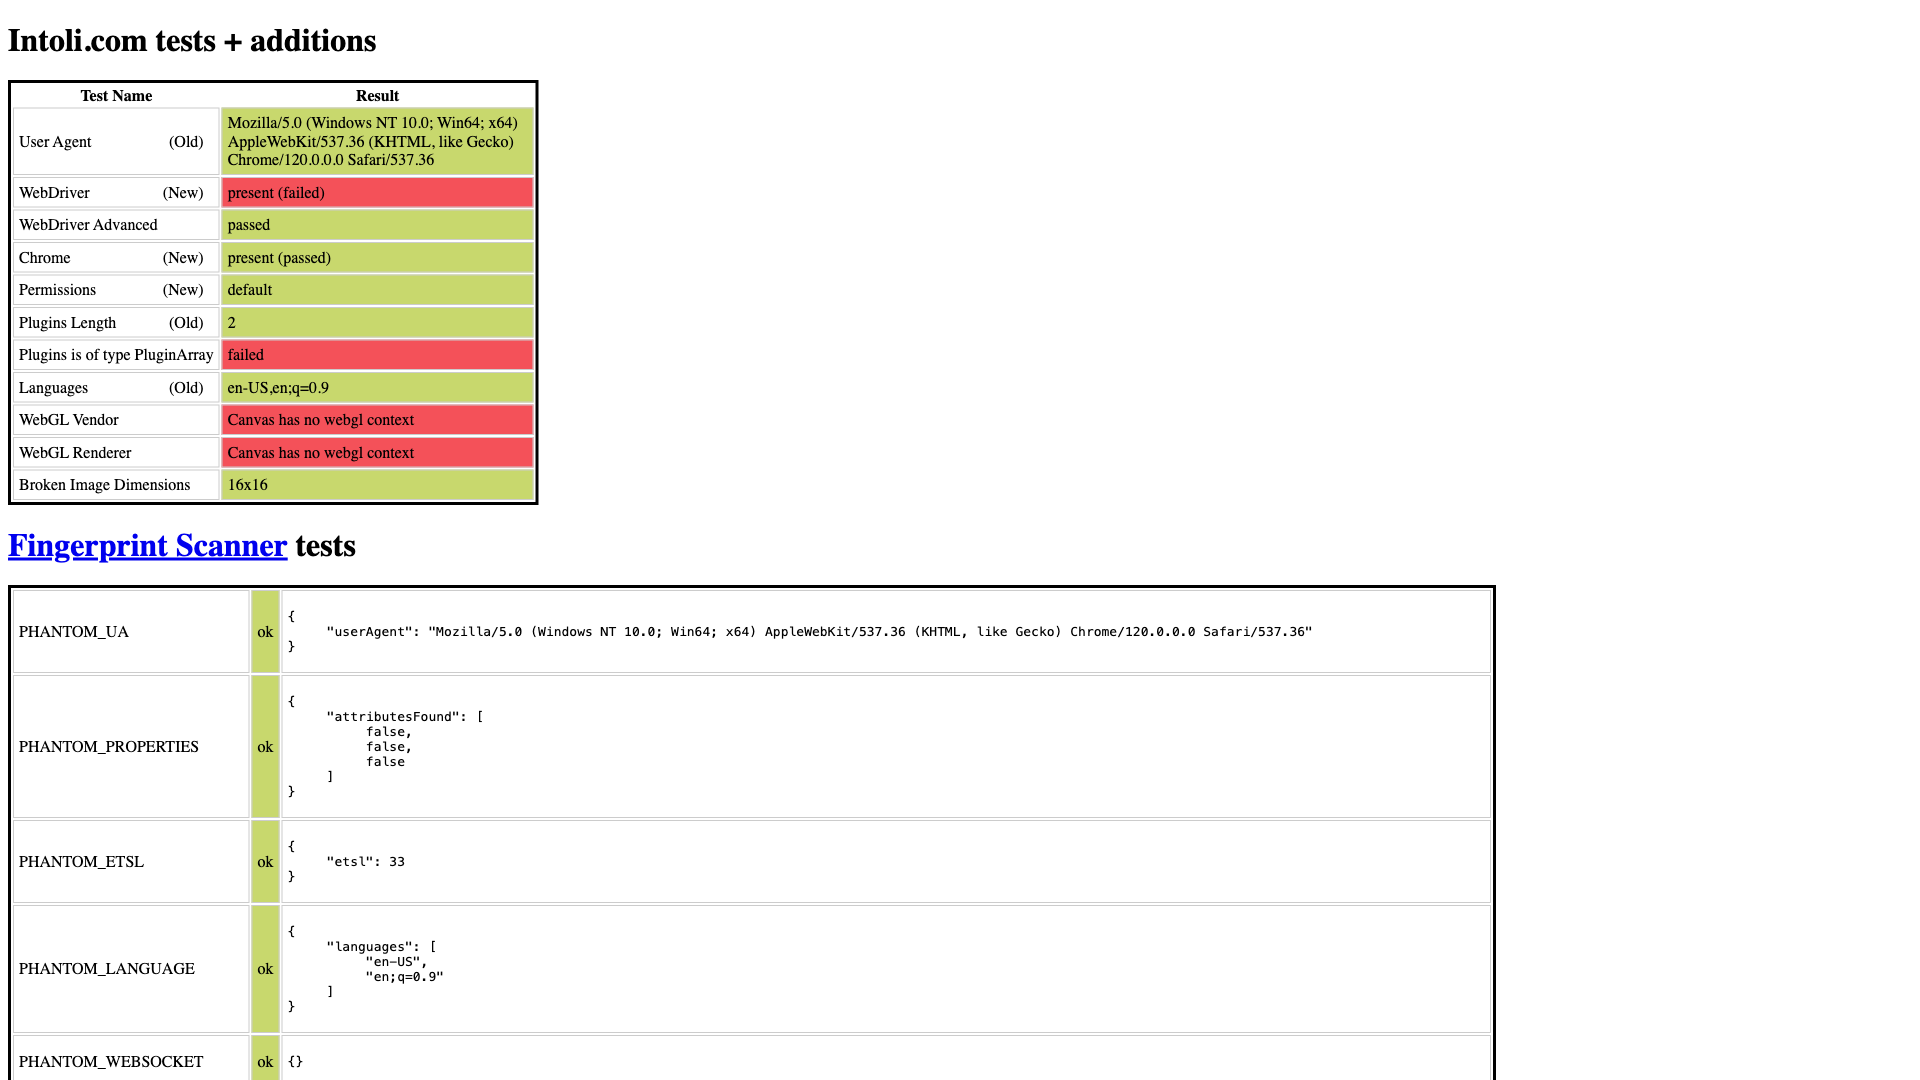 Intoli.com tests + additions
Test Name Result
User Agent (Old) Mozilla/5.0 (Windows NT 10.0; Win64; x64)
AppleWebKit/537.36 (KHTML, like Gecko)
Chrome/120.0.0.0 Safari/537.36
WebDriver (New) present (failed)
WebDriver Advanced passed
Chrome (New) present (passed)
Permissions (New) default
Plugins Length (Old) 2
Plugins is of type PluginArray failed
Languages (Old) en-US,en;q=0.9
WebGL Vendor Canvas has no webgl context
WebGL Renderer Canvas has no webgl context
Broken Image Dimensions 16x16
Fingerprint Scanner tests
PHANTOM_UA ok {
"userAgent": "Mozilla/5.0 (Windows NT 10.0; Win64; x64) AppleWebKit/537.36 (KHTML, like Gecko) Chrome/120.0.0.0 Safari/537.36"
}
PHANTOM_PROPERTIES ok {
"attributesFound": [
false,
false,
false
]
}
PHANTOM_ETSL ok {
"etsl": 33
}
PHANTOM_LANGUAGE ok {
"languages": [
"en-US",
"en;q=0.9"
]
}
PHANTOM_WEBSOCKET ok {}